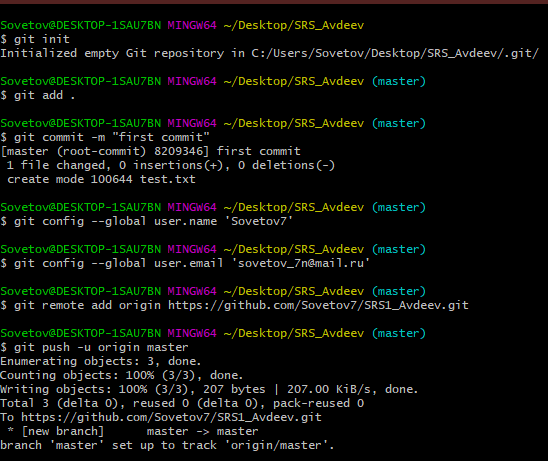 Sovetov@DESKTOP-1SAU7BN MINGW64 ~/Desktop/SRS_Avdeev
$ git init
Initialized empty Git repository in C:/Users/Sovetov/Desktop/SRS_Avdeev/.git/
Sovetov@DESKTOP-1SAU7BN MINGW64 ~/Desktop/SRS_Avdeev (master)
$ git add .
Sovetov@DESKTOP-1SAU7BN MINGW64 ~/Desktop/SRS_Avdeev (master)
$ git commit -m "first commit"
[master (root-commit) 8209346] first commit
 1 file changed, 0 insertions(+), 0 deletions(-)
 create mode 100644 test.txt
Sovetov@DESKTOP-1SAU7BN MINGW64 ~/Desktop/SRS_Avdeev (master)
$ git config --global user.name 'Sovetov7'
Sovetov@DESKTOP-1SAU7BN MINGW64 ~/Desktop/SRS_Avdeev (master)
$ git config --global user.email 'sovetov_7n@mail.ru'
Sovetov@DESKTOP-1SAU7BN MINGW64 ~/Desktop/SRS_Avdeev (master)
$ git remote add origin https://github.com/Sovetov7/SRS1_Avdeev.git
Sovetov@DESKTOP-1SAU7BN MINGW64 ~/Desktop/SRS_Avdeev (master)
$ git push -u origin master
Enumerating objects: 3, done.
Counting objects: 100% (3/3), done.
Writing objects: 100% (3/3), 207 bytes | 207.00 KiB/s, done.
Total 3 (delta 0), reused 0 (delta 0), pack-reused 0
To https://github.com/Sovetov7/SRS1_Avdeev.git
 * [new branch]      master -> master
branch 'master' set up to track 'origin/master'.